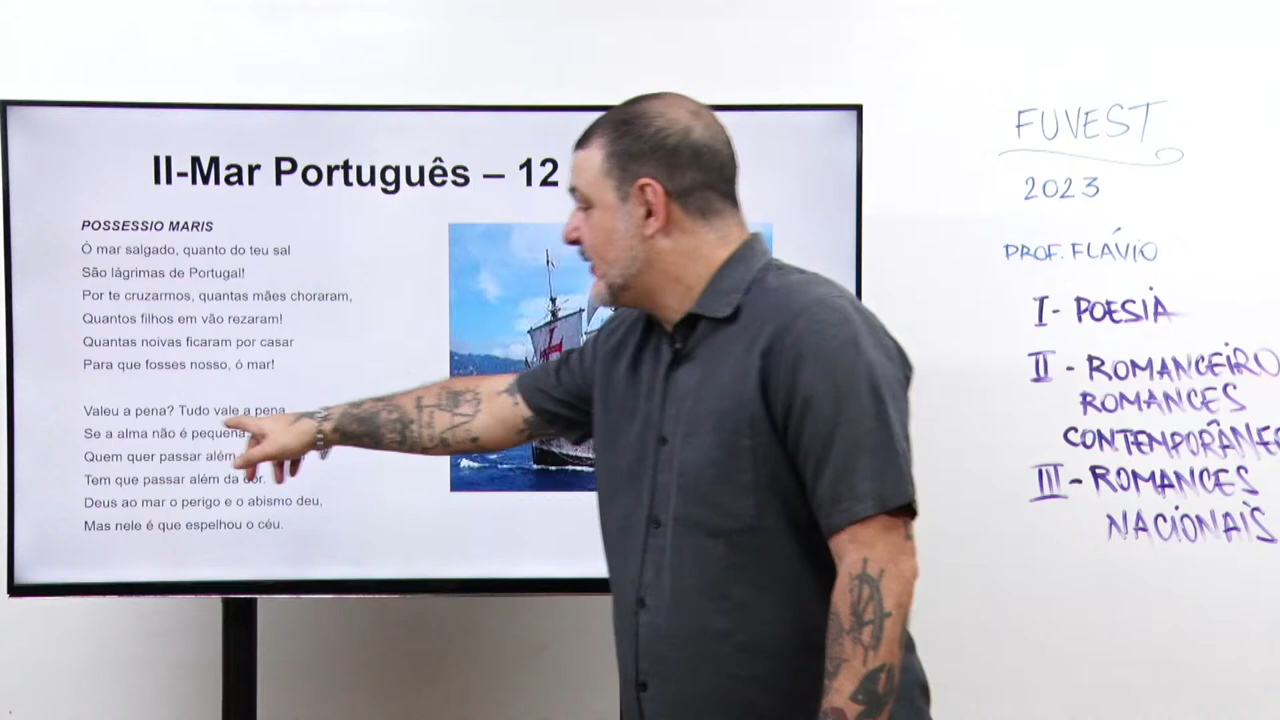 II-Mar Português – 12
POSSESSIO MARIS
Ó mar salgado, quanto do teu sal
São lágrimas de Portugal!
Por te cruzarmos, quantas mães choraram,
Quantos filhos em vão rezaram!
Quantas noivas ficaram por casar
Para que fosses nosso, ó mar!
Valeu a pena? Tudo vale a pena
Se a alma não é pequena.
Quem quer passar além
Tem que passar além da dor.
Deus ao mar o perigo e o abismo deu,
Mas nele é que espelhou o céu.
FUVEST
2023
PROF. FLÁVIO
I- POESIA
II - ROMANCEIRO
ROMANCES
CONTEMPORÂNE
III - ROMANCES
NACIONAIS